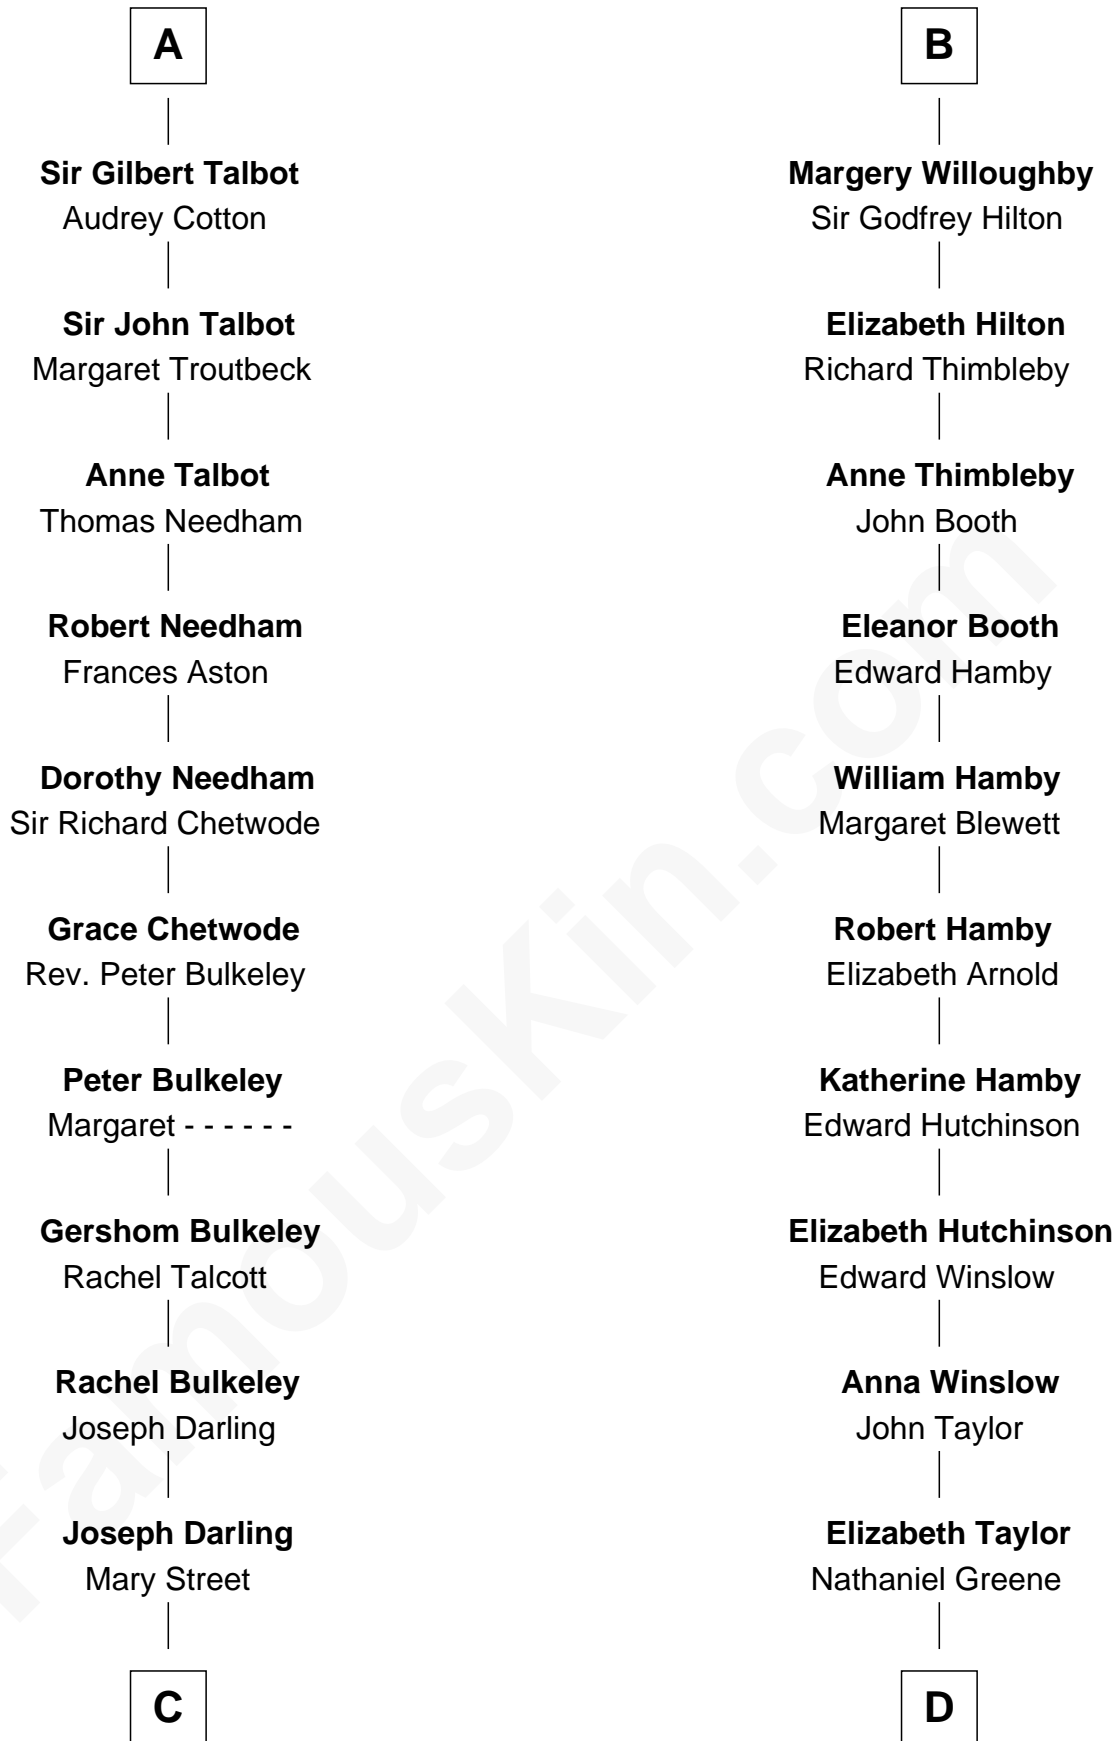 A
Sir Gilbert Talbot
Audrey Cotton
Sir John Talbot
Margaret Troutbeck
Anne Talbot
Thomas Needham
Robert Needham
Frances Aston
Dorothy Needham
Sir Richard Chetwode
Grace Chetwode
Rev. Peter Bulkeley
Peter Bulkeley
Margaret - - - - - -
Gershom Bulkeley
Rachel Talcott
Rachel Bulkeley
Joseph Darling
Joseph Darling
Mary Street
C
B
Margery Willoughby
Sir Godfrey Hilton
Elizabeth Hilton
Richard Thimbleby
Anne Thimbleby
John Booth
Eleanor Booth
Edward Hamby
William Hamby
Margaret Blewett
Robert Hamby
Elizabeth Arnold
Katherine Hamby
Edward Hutchinson
Elizabeth Hutchinson
Edward Winslow
Anna Winslow
John Taylor
Elizabeth Taylor
Nathaniel Greene
D
FamousKin.com